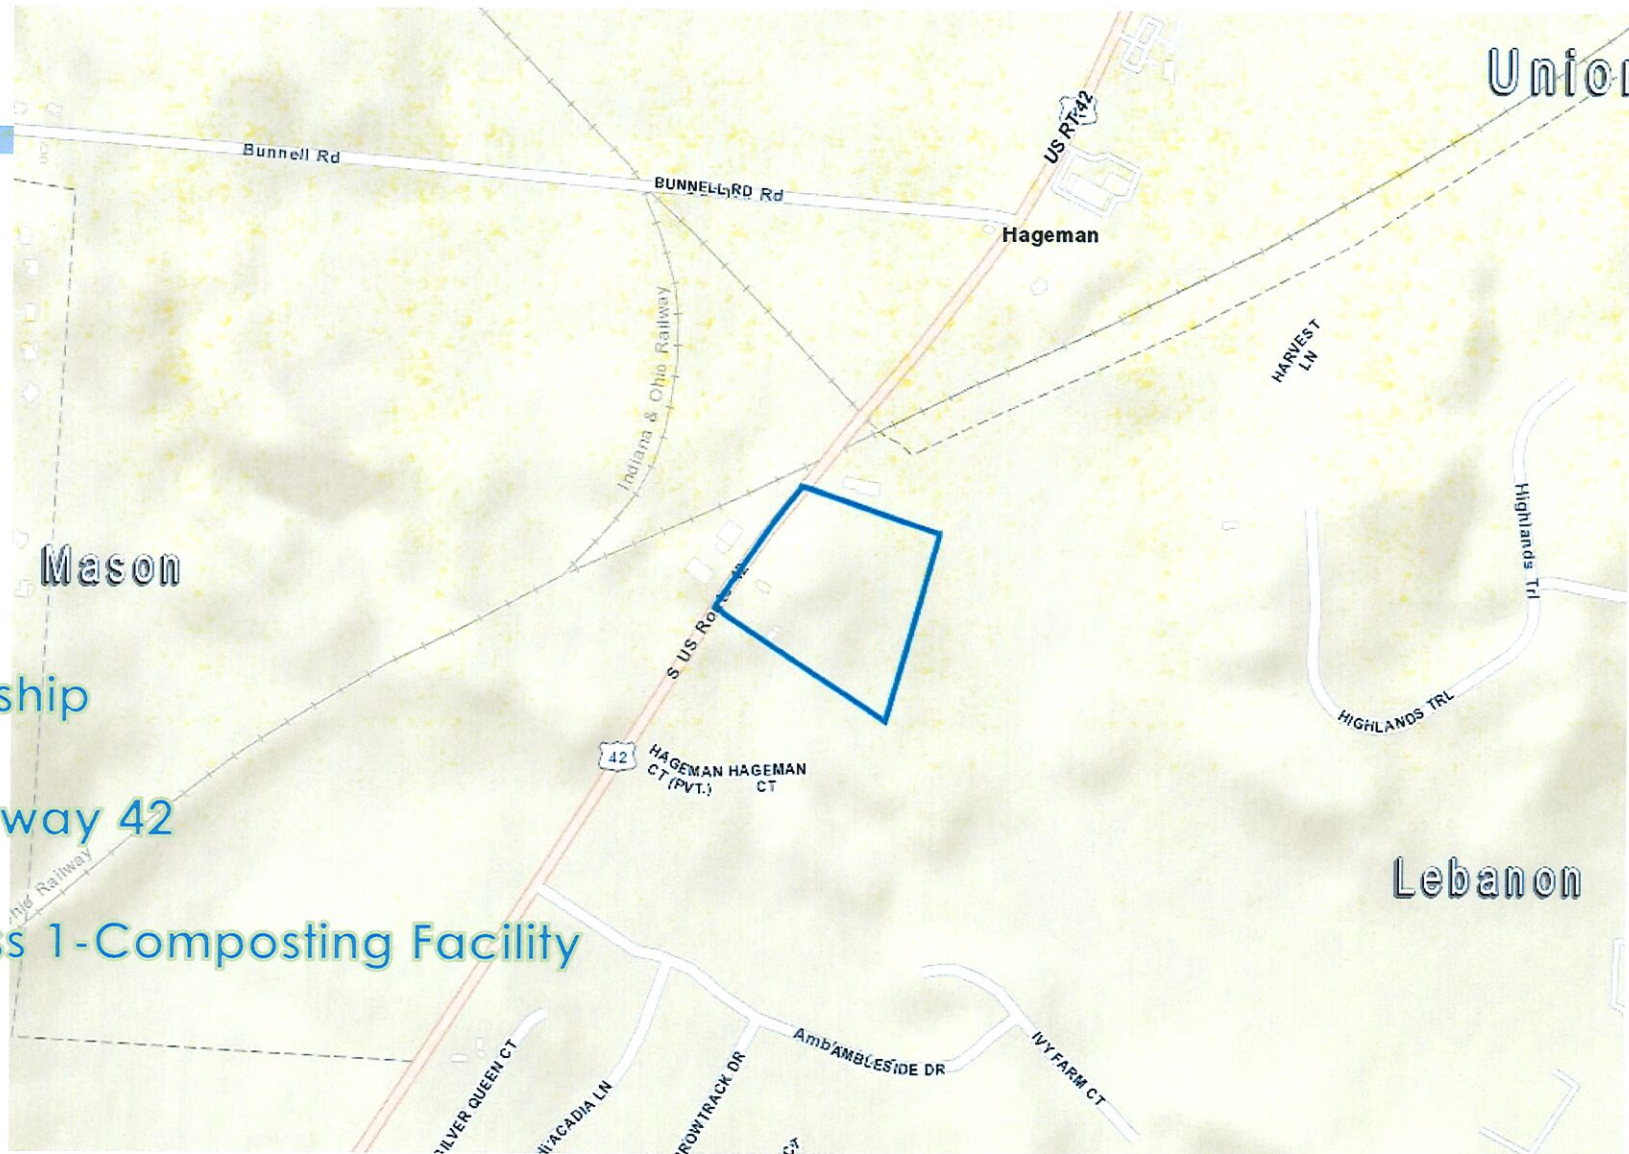 Union
US RT 42
Bunnell Rd
BUNNELL RD Rd
Hageman
Indiana & Ohio Railway
HARVEST
LN
Highlands Trl
Mason
S US Route 42
ship
HIGHLANDS TRL
42
HAGEMAN HAGEMAN
CT (PVT.) CT
way 42
Railway
Lebanon
ss 1-Composting Facility
AMBLESIDE DR
IVY FARM CT
SILVER QUEEN CT
ACADIA LN
ROWTRACK DR
CT